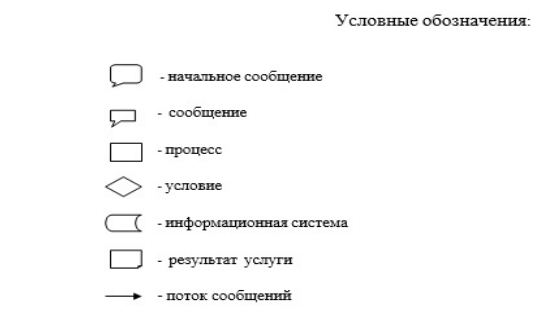 Условные обозначения:
- начальное сообщение
- сообщение
- процесс
- условие
- информационная система
- результат услуги
- поток сообщений